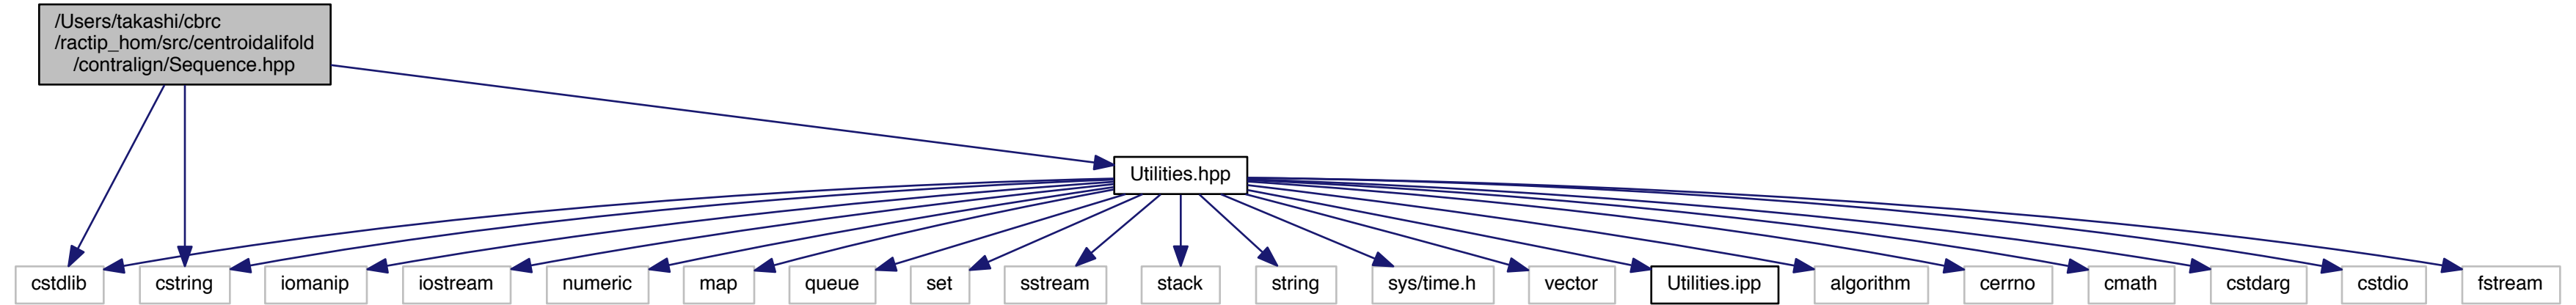 /Users/takashi/cbrc
/ractip_hom/src/centroidalifold
/contralign/Sequence.hpp
Utilities.hpp
cstdlib
cstring
iomanip
iostream
numeric
map
queue
set
sstream
stack
string
sys/time.h
vector
Utilities.ipp
algorithm
cerrno
cmath
cstdarg
cstdio
fstream